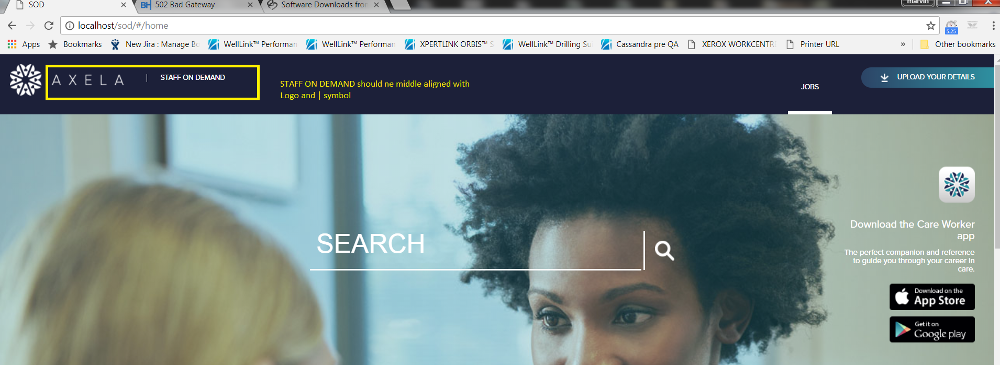 SOD
502 Bad Gateway
Software Downloads from
marvin
localhost/sod/#/home
5.25
Apps
Bookmarks
New Jira : Manage Bo
WellLink™ Performan
WellLink™ Performan
XPERTLINK ORBIS™ S
WellLink™ Drilling Su
Cassandra pre QA
XEROX WORKCENTRE
Printer URL
»
Other bookmarks
AXELA | STAFF ON DEMAND
STAFF ON DEMAND should ne middle aligned with
Logo and | symbol
JOBS
UPLOAD YOUR DETAILS
SEARCH
Download the Care Worker
app
The perfect companion and reference
to guide you through your career in
care.
Download on the
App Store
Get it on
Google play